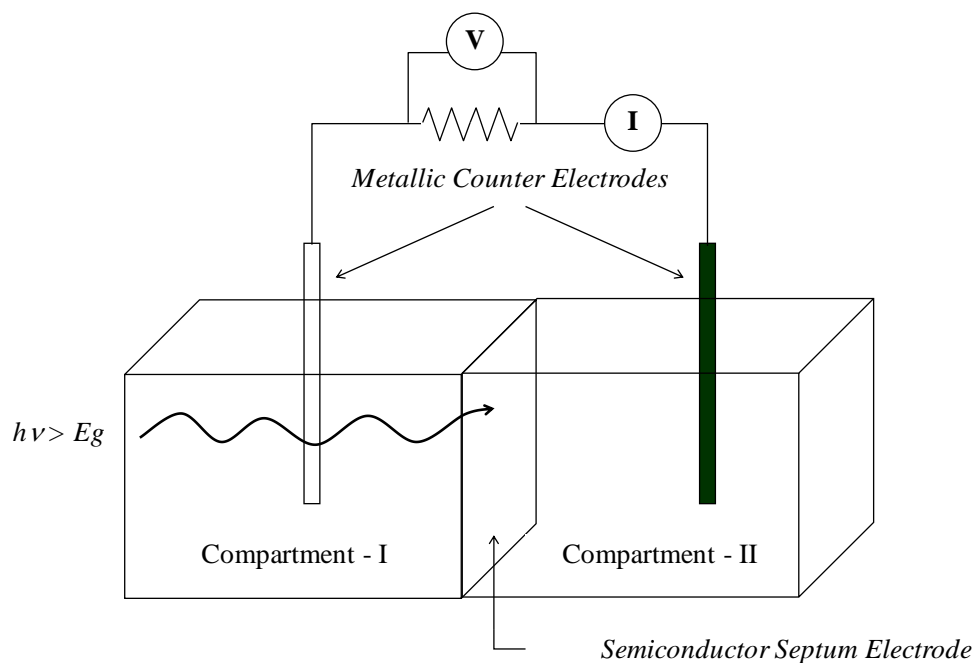 V
I
Metallic Counter Electrodes
hν > Eg
Compartment - I
Compartment - II
Semiconductor Septum Electrode